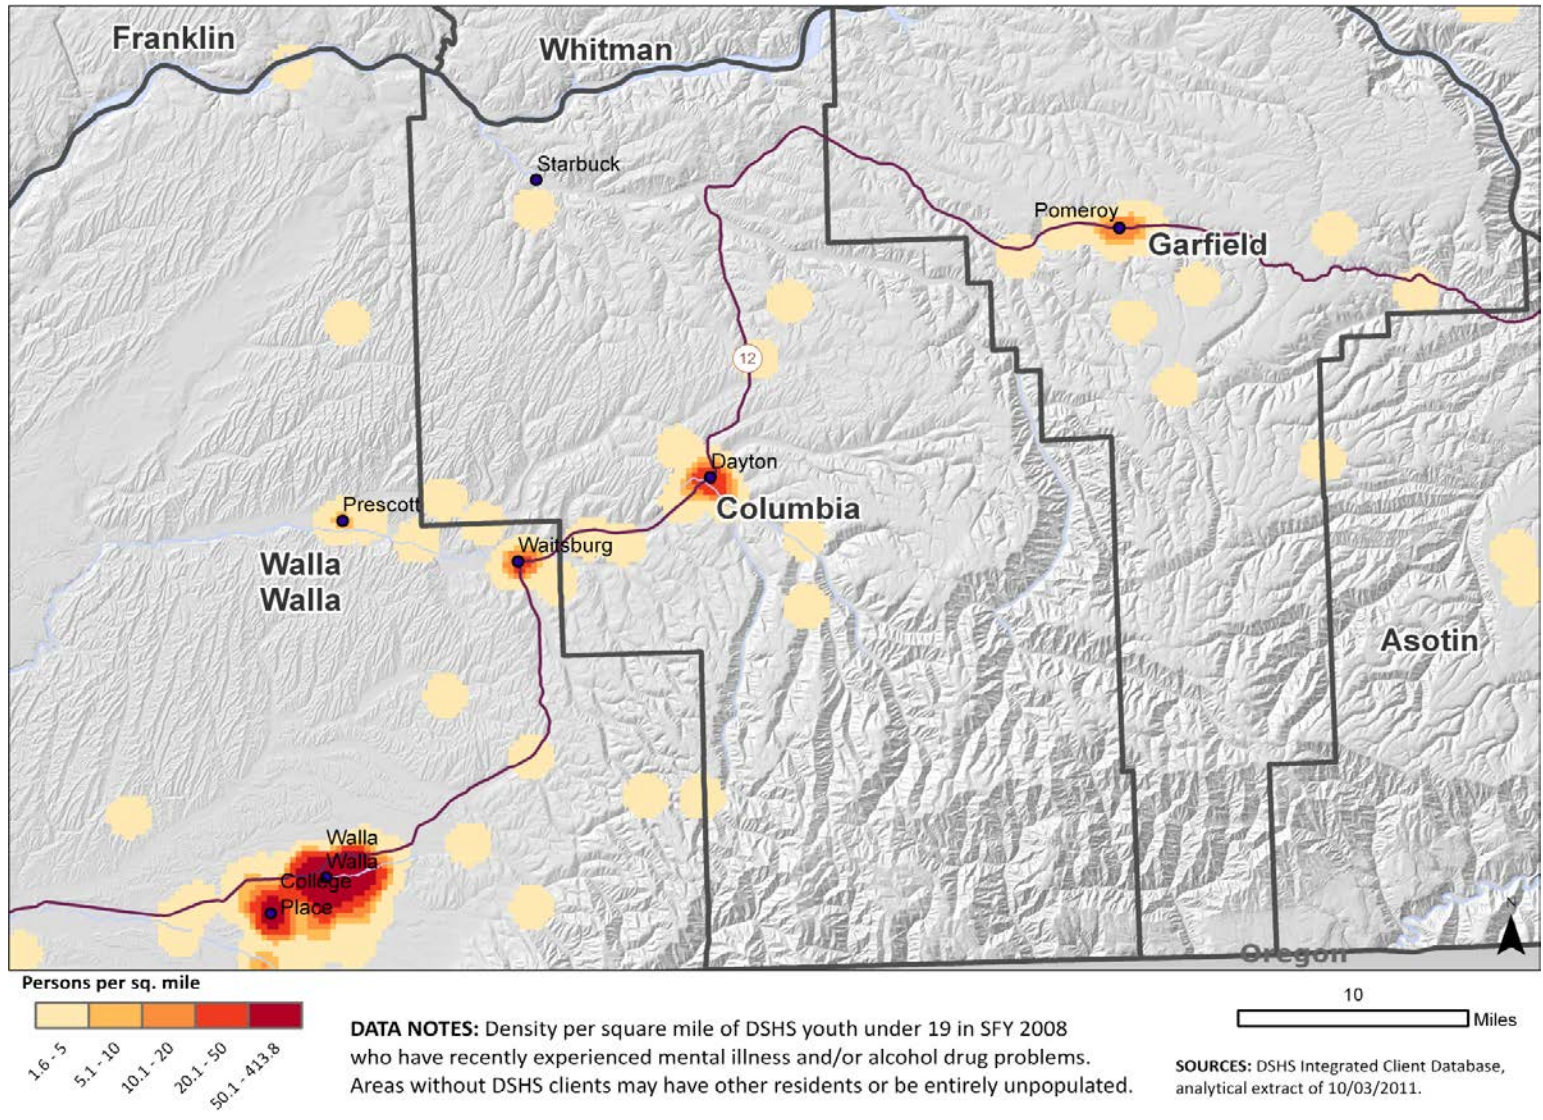 Franklin
Whitman
Starbuck
Pomeroy
Garfield
12
Dayton
Columbia
Prescott
Waitsburg
Walla
Walla
Asotin
Walla
Walla
College
Place
N
Oregon
Persons per sq. mile
1.6 - 5
5.1 - 10
10.1 - 20
20.1 - 50
50.1 - 413.8
DATA NOTES: Density per square mile of DSHS youth under 19 in SFY 2008
who have recently experienced mental illness and/or alcohol drug problems.
Areas without DSHS clients may have other residents or be entirely unpopulated.
10
Miles
SOURCES: DSHS Integrated Client Database,
analytical extract of 10/03/2011.